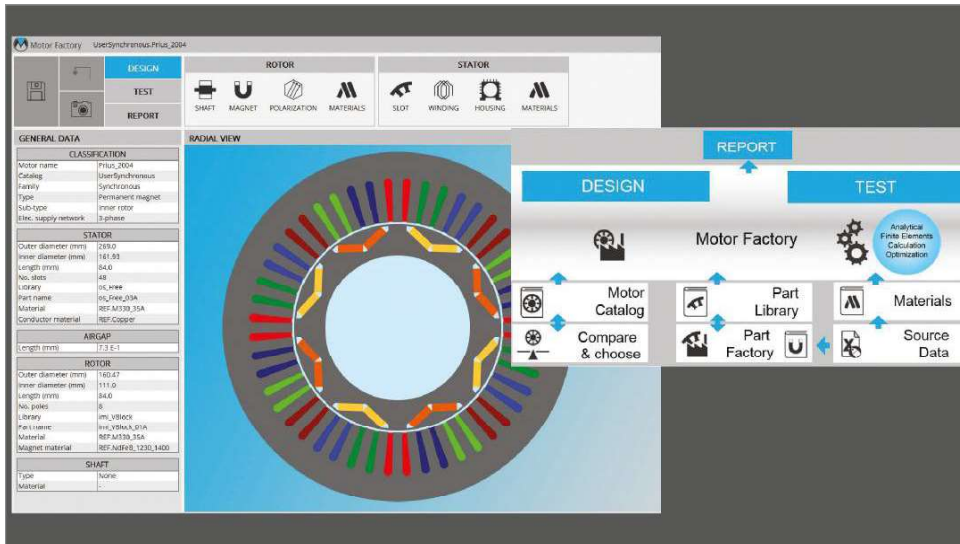 Motor Factory UserSynchronous.Prius_2004
DESIGN
TEST
REPORT
ROTOR
SHAFT MAGNET POLARIZATION MATERIALS
STATOR
SLOT WINDING HOUSING MATERIALS
GENERAL DATA
CLASSIFICATION
Motor name Prius_2004
Catalog UserSynchronous
Family Synchronous
Type Permanent magnet
Sub-type Inner rotor
Elec. supply network 3-phase
STATOR
Outer diameter (mm) 269.0
Inner diameter (mm) 161.93
Length (mm) 84.0
No. slots 48
Library os_Free
Part name os_Free_03A
Material REF.M330_35A
Conductor material REF.Copper
AIRGAP
Length (mm) 7.3 E-1
ROTOR
Outer diameter (mm) 160.47
Inner diameter (mm) 111.0
Length (mm) 84.0
No. poles 8
Library
Part name
Material REF.M330_35A
Magnet material REF.NdFeB_1230_1400
SHAFT
Type None
Material -
RADIAL VIEW
REPORT
DESIGN
TEST
Motor Factory
Analytical
Finite Elements
Calculation
Optimization
Motor
Catalog
Part
Library
Materials
Compare
& choose
Part
Factory
Source
Data